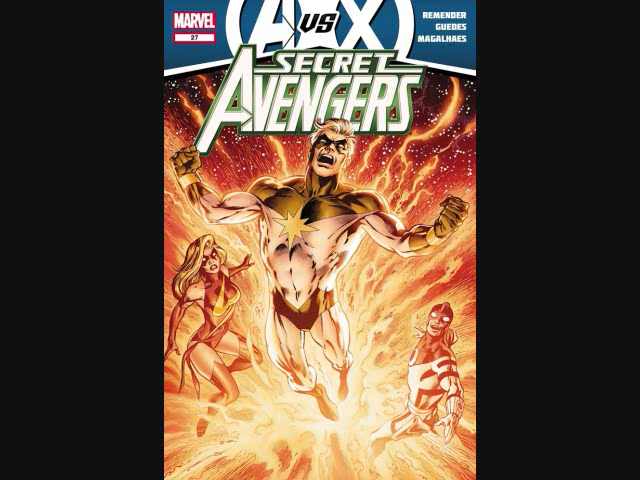 MARVEL
27
A VS X
REMENDER
GUEDES
MAGALHAES
SECRET
AVENGERS